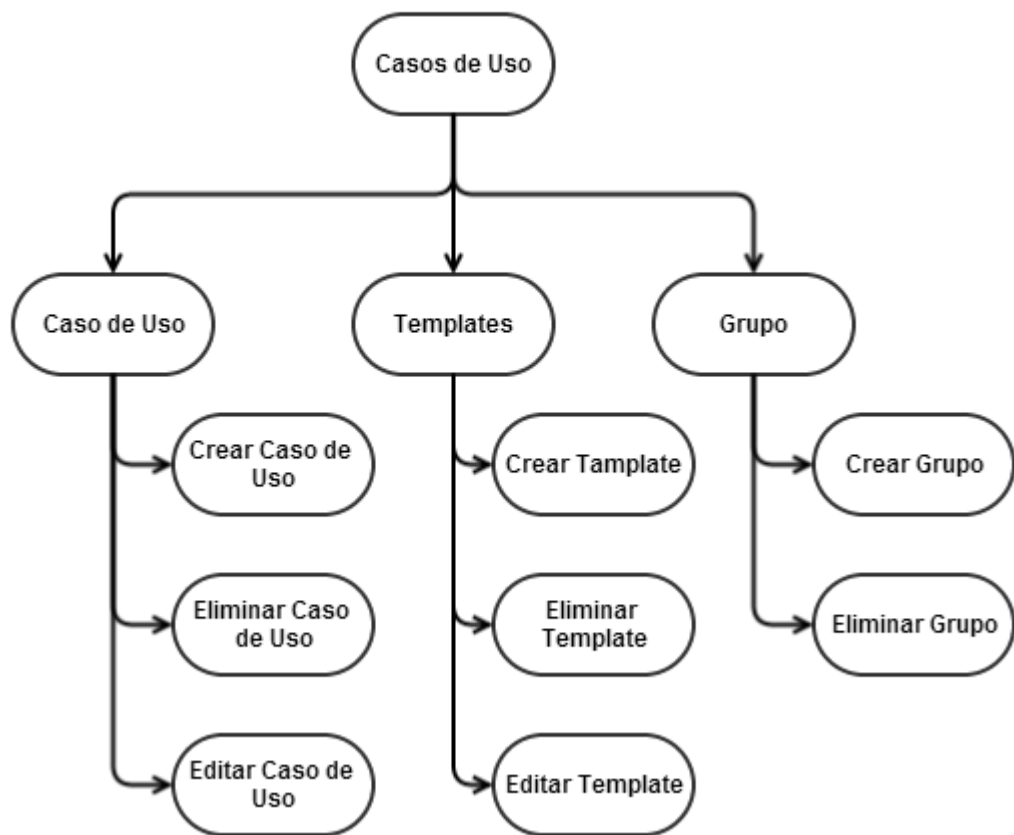 Casos de Uso
Caso de Uso
Templates
Grupo
Crear Caso de
Uso
Crear Tamplate
Crear Grupo
Eliminar Caso
de Uso
Eliminar
Template
Eliminar Grupo
Editar Caso de
Uso
Editar Template